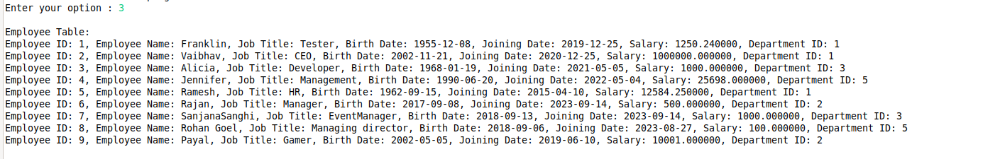 Enter your option : 3
Employee Table:
Employee ID: 1, Employee Name: Franklin, Job Title: Tester, Birth Date: 1955-12-08, Joining Date: 2019-12-25, Salary: 1250.240000, Department ID: 1
Employee ID: 2, Employee Name: Vaibhav, Job Title: CEO, Birth Date: 2002-11-21, Joining Date: 2020-12-25, Salary: 1000000.000000, Department ID: 1
Employee ID: 3, Employee Name: Alicia, Job Title: Developer, Birth Date: 1968-01-19, Joining Date: 2021-05-05, Salary: 1000.000000, Department ID: 3
Employee ID: 4, Employee Name: Jennifer, Job Title: Management, Birth Date: 1990-06-20, Joining Date: 2022-05-04, Salary: 25698.000000, Department ID: 5
Employee ID: 5, Employee Name: Ramesh, Job Title: HR, Birth Date: 1962-09-15, Joining Date: 2015-04-10, Salary: 12584.250000, Department ID: 1
Employee ID: 6, Employee Name: Rajan, Job Title: Manager, Birth Date: 2017-09-08, Joining Date: 2023-09-14, Salary: 500.000000, Department ID: 2
Employee ID: 7, Employee Name: SanjanaSanghi, Job Title: EventManager, Birth Date: 2018-09-13, Joining Date: 2023-09-14, Salary: 1000.000000, Department ID: 3
Employee ID: 8, Employee Name: Rohan Goel, Job Title: Managing director, Birth Date: 2018-09-06, Joining Date: 2023-08-27, Salary: 100.000000, Department ID: 5
Employee ID: 9, Employee Name: Payal, Job Title: Gamer, Birth Date: 2002-05-05, Joining Date: 2019-06-10, Salary: 10001.000000, Department ID: 2